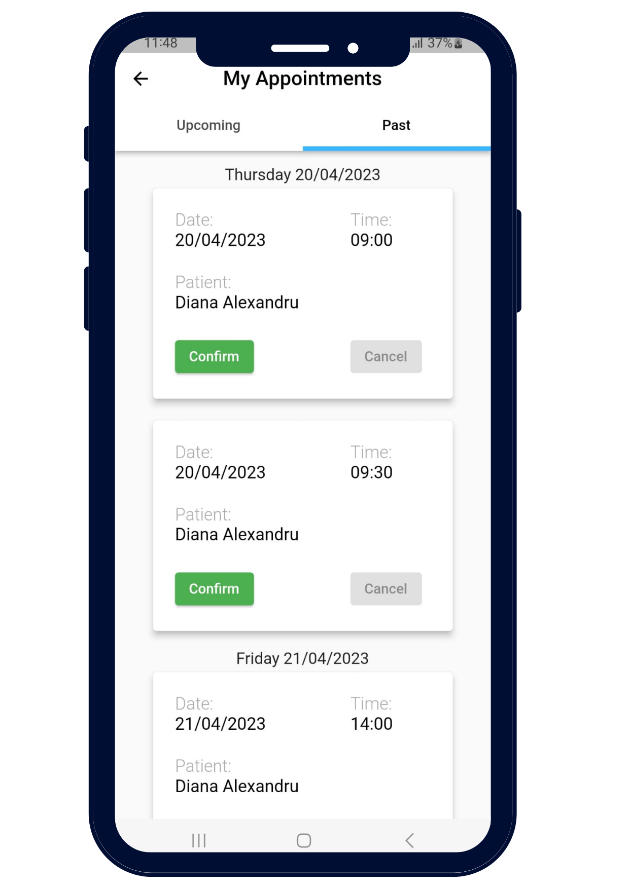 11:48 37%
My Appointments
Upcoming Past
Thursday 20/04/2023
Date: Time:
20/04/2023 09:00
Patient:
Diana Alexandru
Confirm Cancel
Date: Time:
20/04/2023 09:30
Patient:
Diana Alexandru
Confirm Cancel
Friday 21/04/2023
Date: Time:
21/04/2023 14:00
Patient:
Diana Alexandru